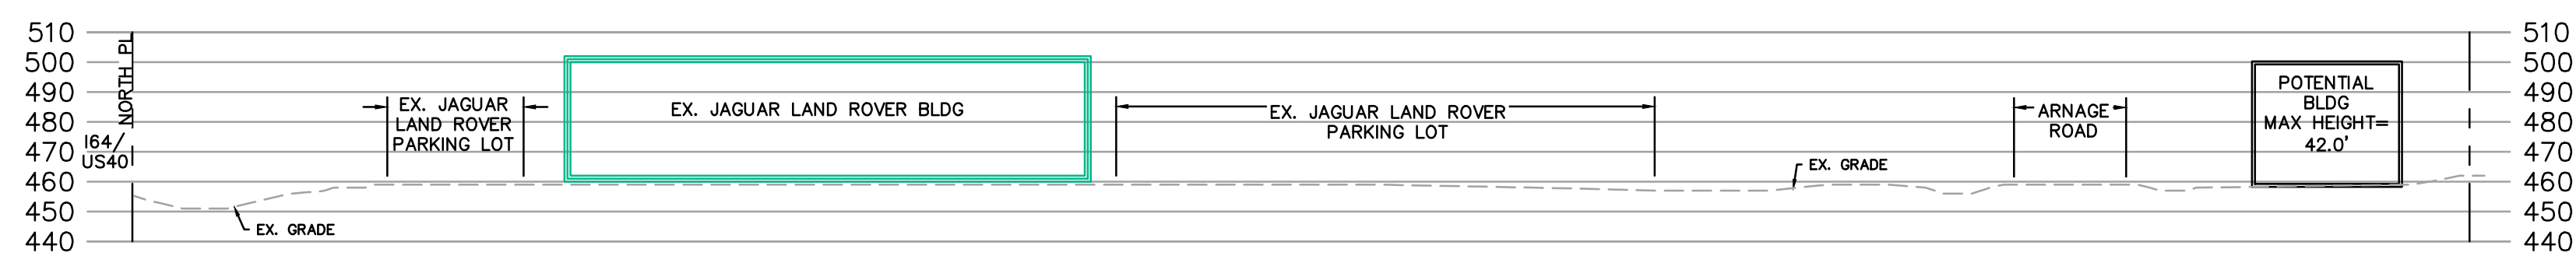 510
500
490
480
470
460
450
440
NORTH PL
I64/
US40
EX. JAGUAR
LAND ROVER
PARKING LOT
EX. JAGUAR LAND ROVER BLDG
EX. JAGUAR LAND ROVER
PARKING LOT
EX. GRADE
EX. GRADE
ARNAGE
ROAD
POTENTIAL
BLDG
MAX HEIGHT=
42.0'
510
500
490
480
470
460
450
440